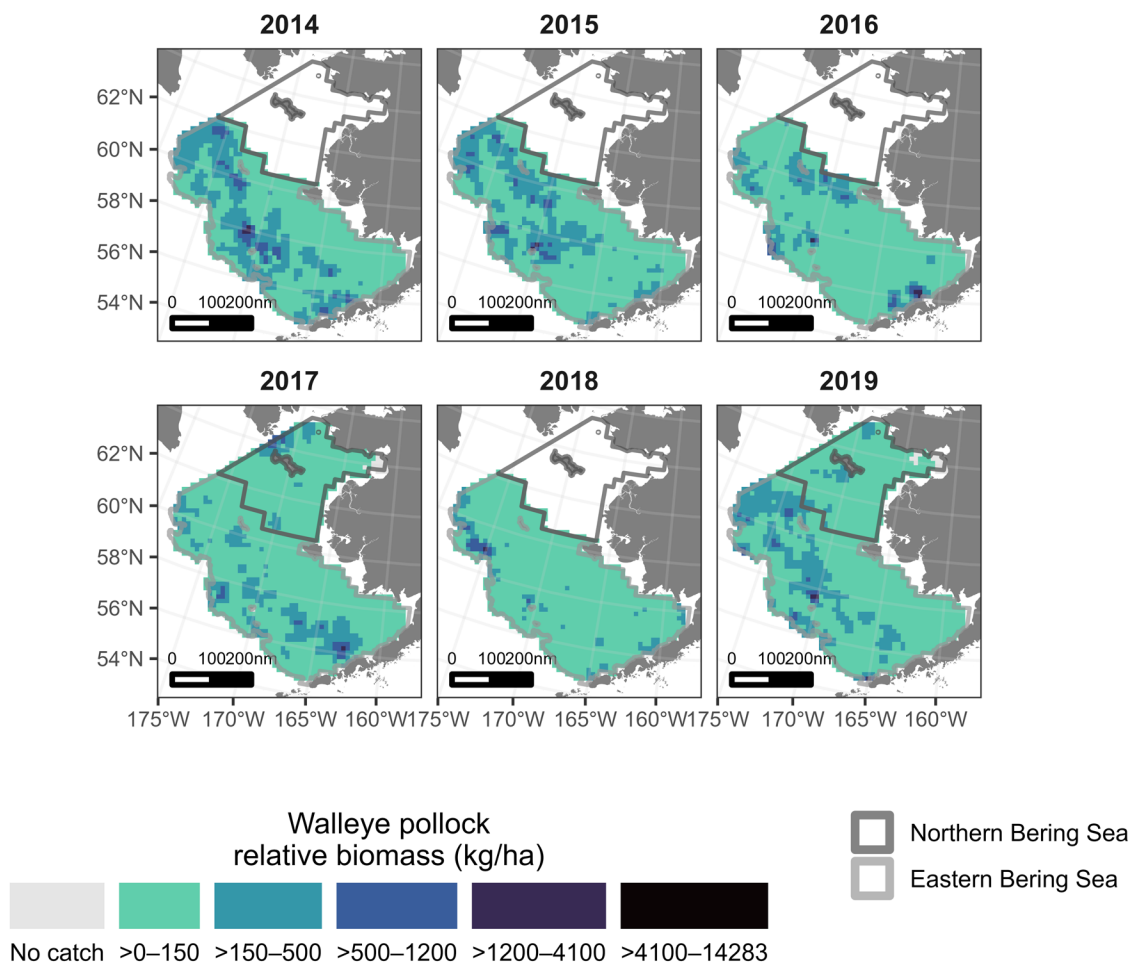 2014 2015 2016
62°N
60°N
58°N
56°N
54°N
0 100200nm 0 100200nm 0 100200nm
2017 2018 2019
62°N
60°N
58°N
56°N
54°N
0 100200nm 0 100200nm 0 100200nm
175°W 170°W 165°W 160°W 175°W 170°W 165°W 160°W 175°W 170°W 165°W 160°W
Walleye pollock
relative biomass (kg/ha)
No catch >0–150 >150–500 >500–1200 >1200–4100 >4100–14283
Northern Bering Sea
Eastern Bering Sea